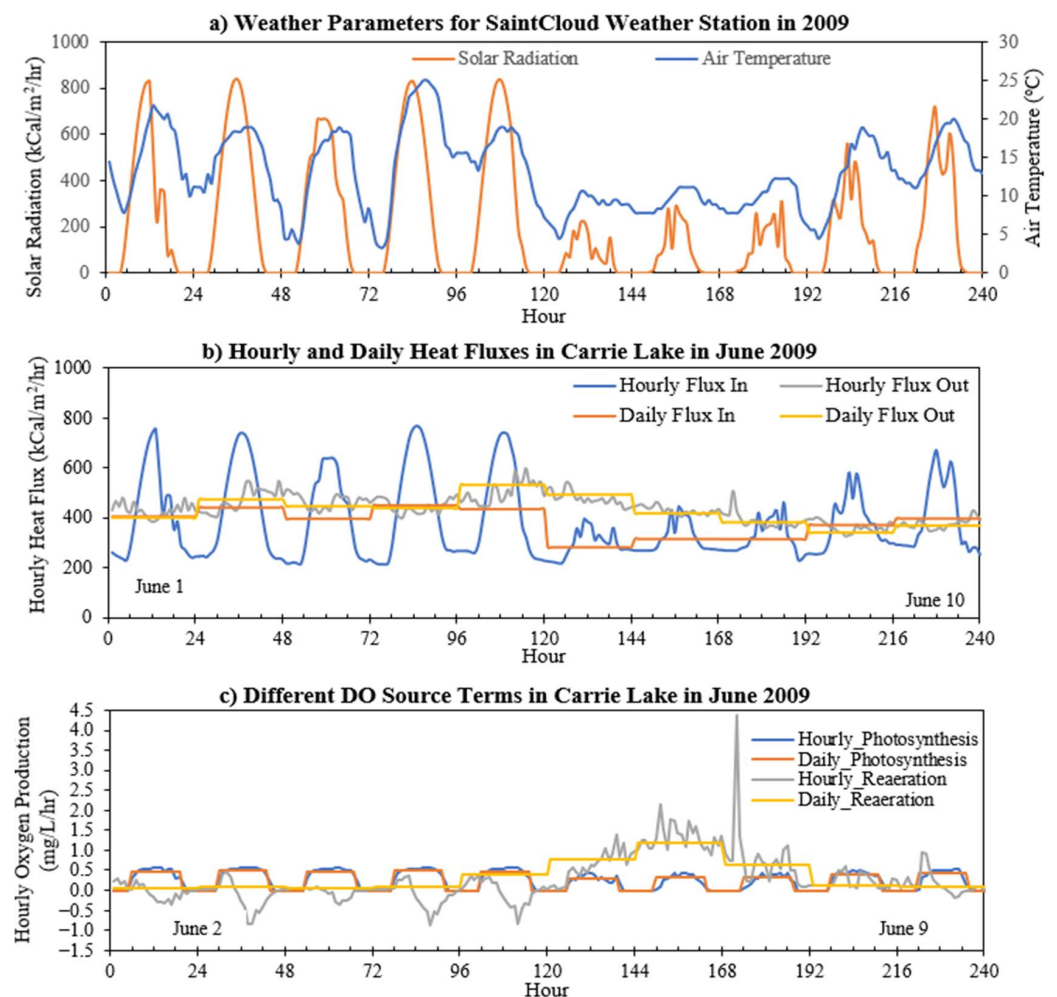 a) Weather Parameters for SaintCloud Weather Station in 2009
Solar Radiation (kCal/m²/hr)
1000
800
600
400
200
0
Solar Radiation
Air Temperature
30
25
20
15
10
5
0
Air Temperature (°C)
0 24 48 72 96 120 144 168 192 216 240
Hour
b) Hourly and Daily Heat Fluxes in Carrie Lake in June 2009
Hourly Heat Flux (kCal/m²/hr)
1000
800
600
400
200
0
Hourly Flux In
Hourly Flux Out
Daily Flux In
Daily Flux Out
June 1
June 10
0 24 48 72 96 120 144 168 192 216 240
Hour
c) Different DO Source Terms in Carrie Lake in June 2009
Hourly Oxygen Production
(mg/L/hr)
4.5
4.0
3.5
3.0
2.5
2.0
1.5
1.0
0.5
0.0
−0.5
−1.0
−1.5
Hourly_Photosynthesis
Daily_Photosynthesis
Hourly_Reaeration
Daily_Reaeration
June 2
June 9
0 24 48 72 96 120 144 168 192 216 240
Hour